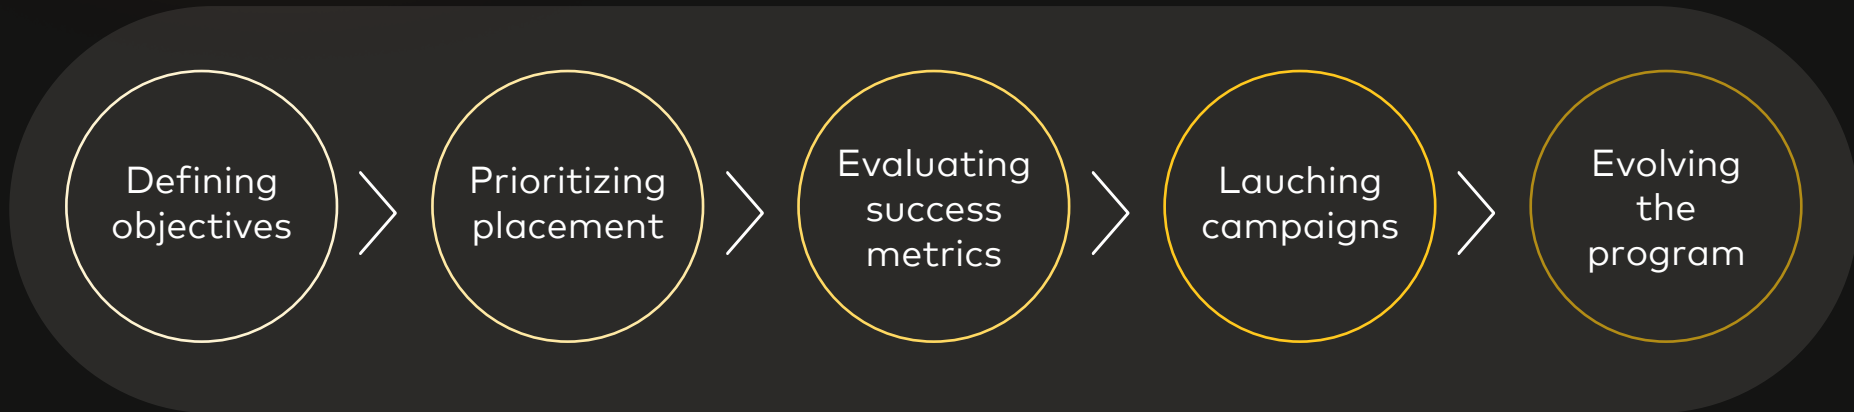 Defining
objectives
Prioritizing
placement
Evaluating
success
metrics
Lauching
campaigns
Evolving
the
program